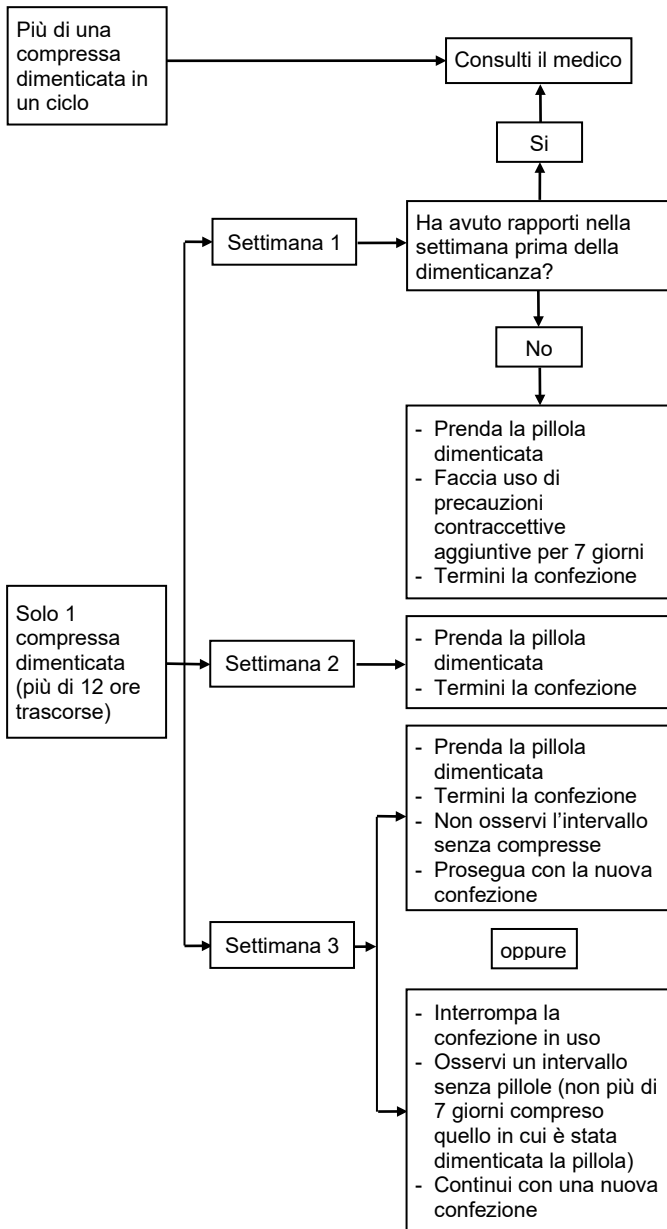 Più di una
compressa
dimenticata in
un ciclo
Consulti il medico
Si
Settimana 1
Ha avuto rapporti nella
settimana prima della
dimenticanza?
No
- Prenda la pillola
dimenticata
- Faccia uso di
precauzioni
contraccettive
aggiuntive per 7 giorni
- Termini la confezione
Solo 1
compressa
dimenticata
(più di 12 ore
trascorse)
Settimana 2
- Prenda la pillola
dimenticata
- Termini la confezione
- Prenda la pillola
dimenticata
- Termini la confezione
- Non osservi l’intervallo
senza compresse
- Prosegua con la nuova
confezione
Settimana 3
oppure
- Interrompa la
confezione in uso
- Osservi un intervallo
senza pillole (non più di
7 giorni compreso
quello in cui è stata
dimenticata la pillola)
- Continui con una nuova
confezione